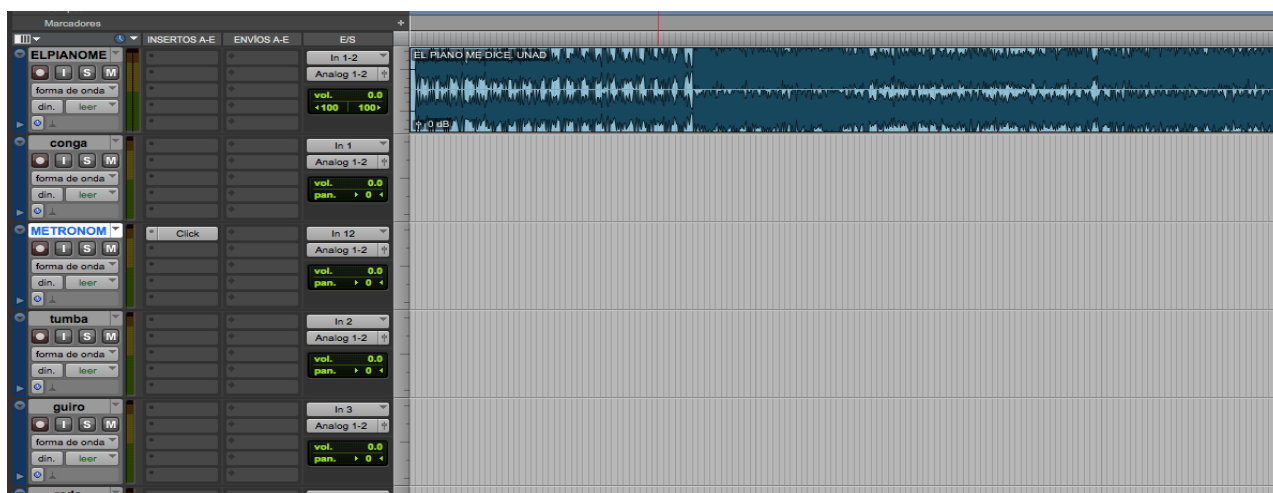 Marcadores
INSERTOS A-E ENVÍOS A-E E/S
ELPIANOME In 1-2 EL PIANO ME DICE. UNAD
I S M Analog 1-2
forma de onda vol. 0.0
din. leer 100 100
0 dB
conga In 1
I S M Analog 1-2
forma de onda vol. 0.0
din. leer pan. 0
METRONOM Click In 12
I S M Analog 1-2
forma de onda vol. 0.0
din. leer pan. 0
tumba In 2
I S M Analog 1-2
forma de onda vol. 0.0
din. leer pan. 0
guiro In 3
I S M Analog 1-2
forma de onda vol. 0.0
din. leer pan. 0